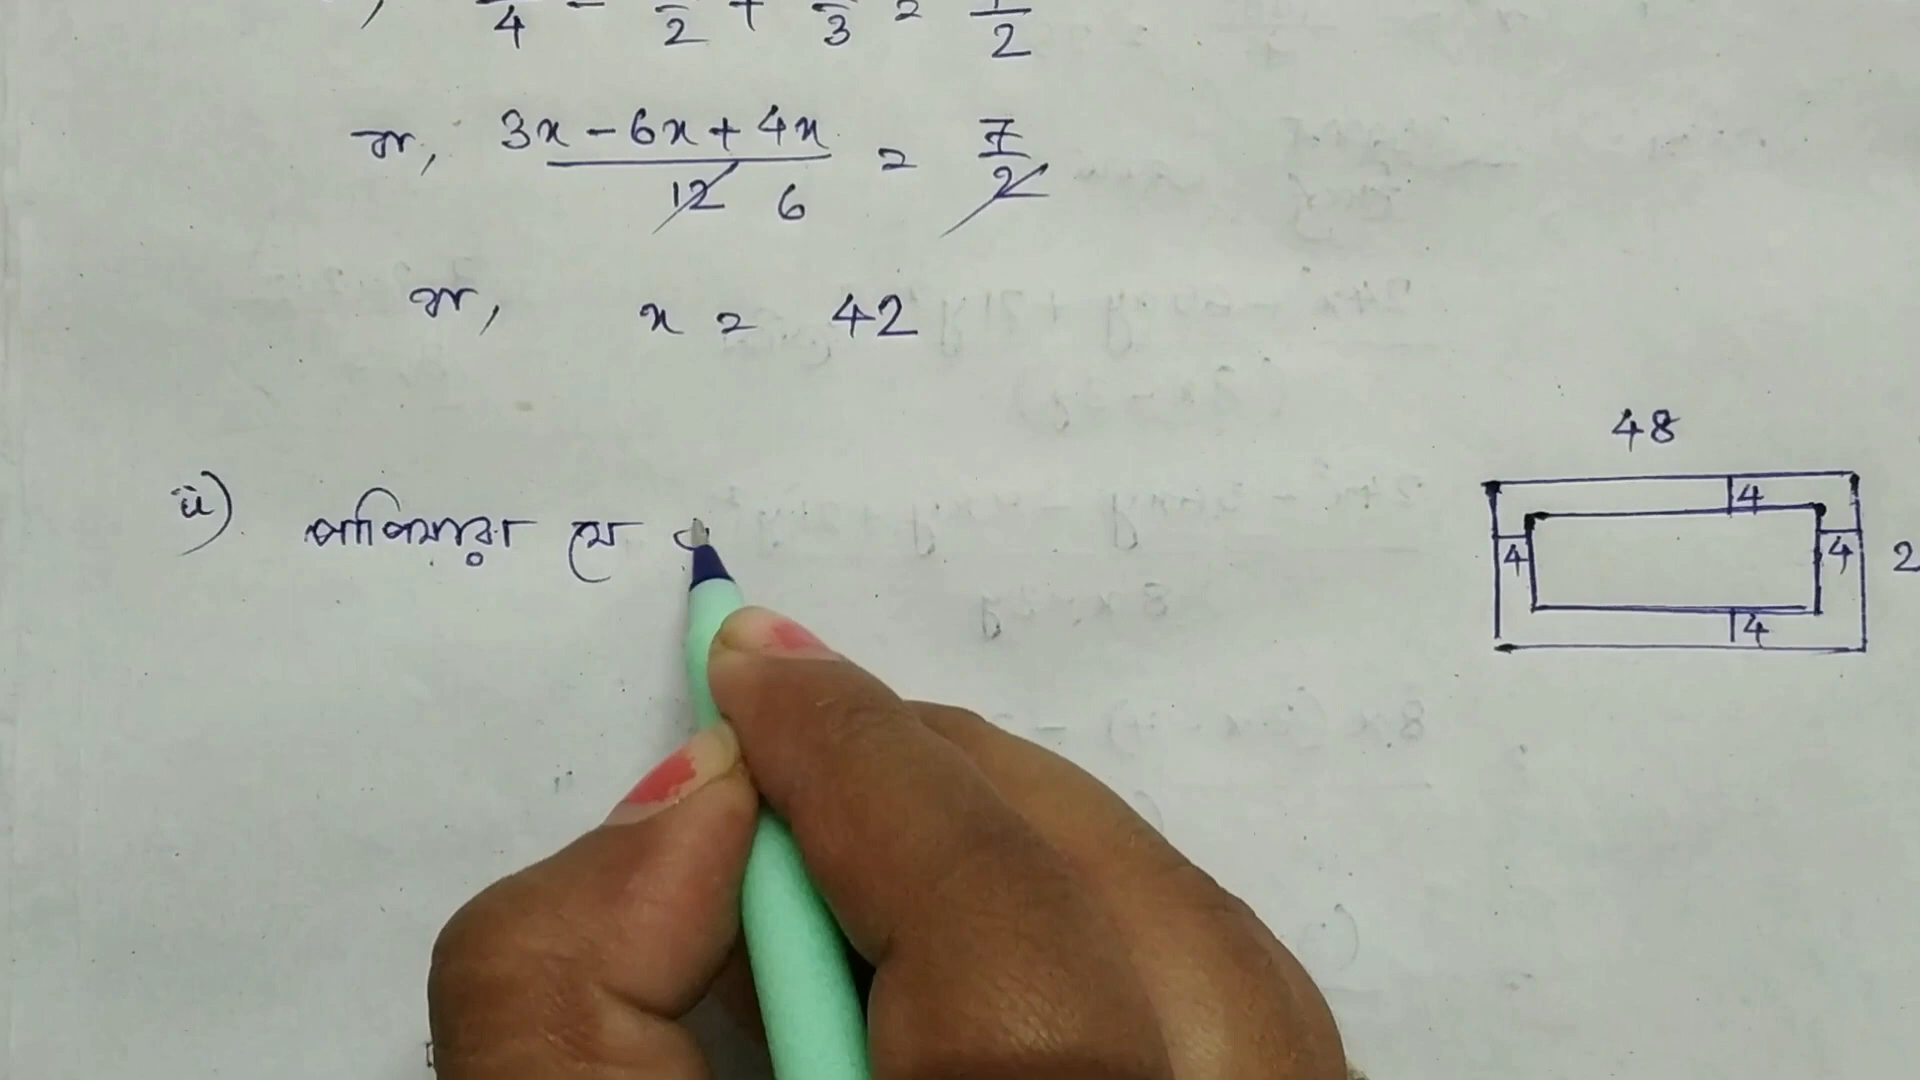 4 - 2 + 3 = 2
বা, 3x - 6x + 4x / 12 6 = 7 / 2
বা, x = 42
ii) পাপিয়ারা যে
48
4
4 4 2
4